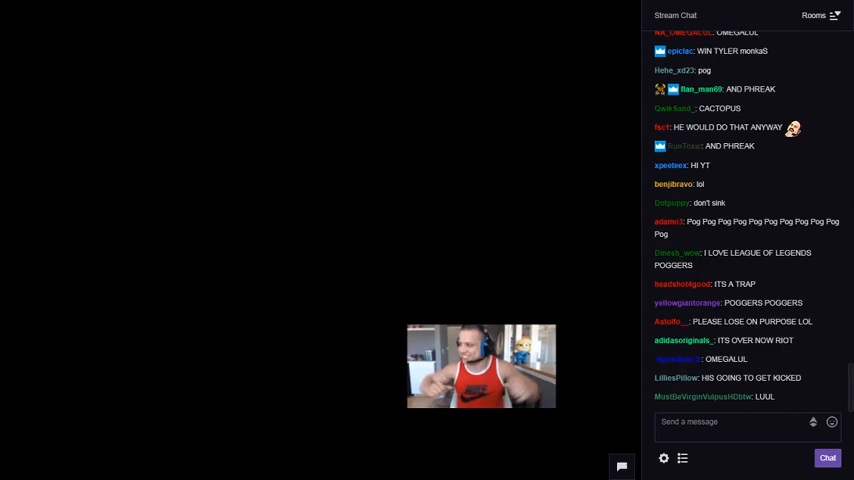 Stream Chat
Rooms
NA_OMEGALUL: OMEGALUL
epiclac: WIN TYLER monkaS
Hehe_xd23: pog
flan_man69: AND PHREAK
QwikSand_: CACTOPUS
fsc1: HE WOULD DO THAT ANYWAY
RunToxic: AND PHREAK
xpeeteex: HI YT
benjibravo: lol
Dotpuppy: don't sink
adamo3: Pog Pog Pog Pog Pog Pog Pog Pog Pog Pog
Pog
Dmesh_wow: I LOVE LEAGUE OF LEGENDS
POGGERS
headshot4good: ITS A TRAP
yellowgiantorange: POGGERS POGGERS
Astolfo__: PLEASE LOSE ON PURPOSE LOL
adidasoriginals_: ITS OVER NOW RIOT
: OMEGALUL
LilliesPillow: HIS GOING TO GET KICKED
MustBeVirginVulpusHDbtw: LUUL
Send a message
Chat